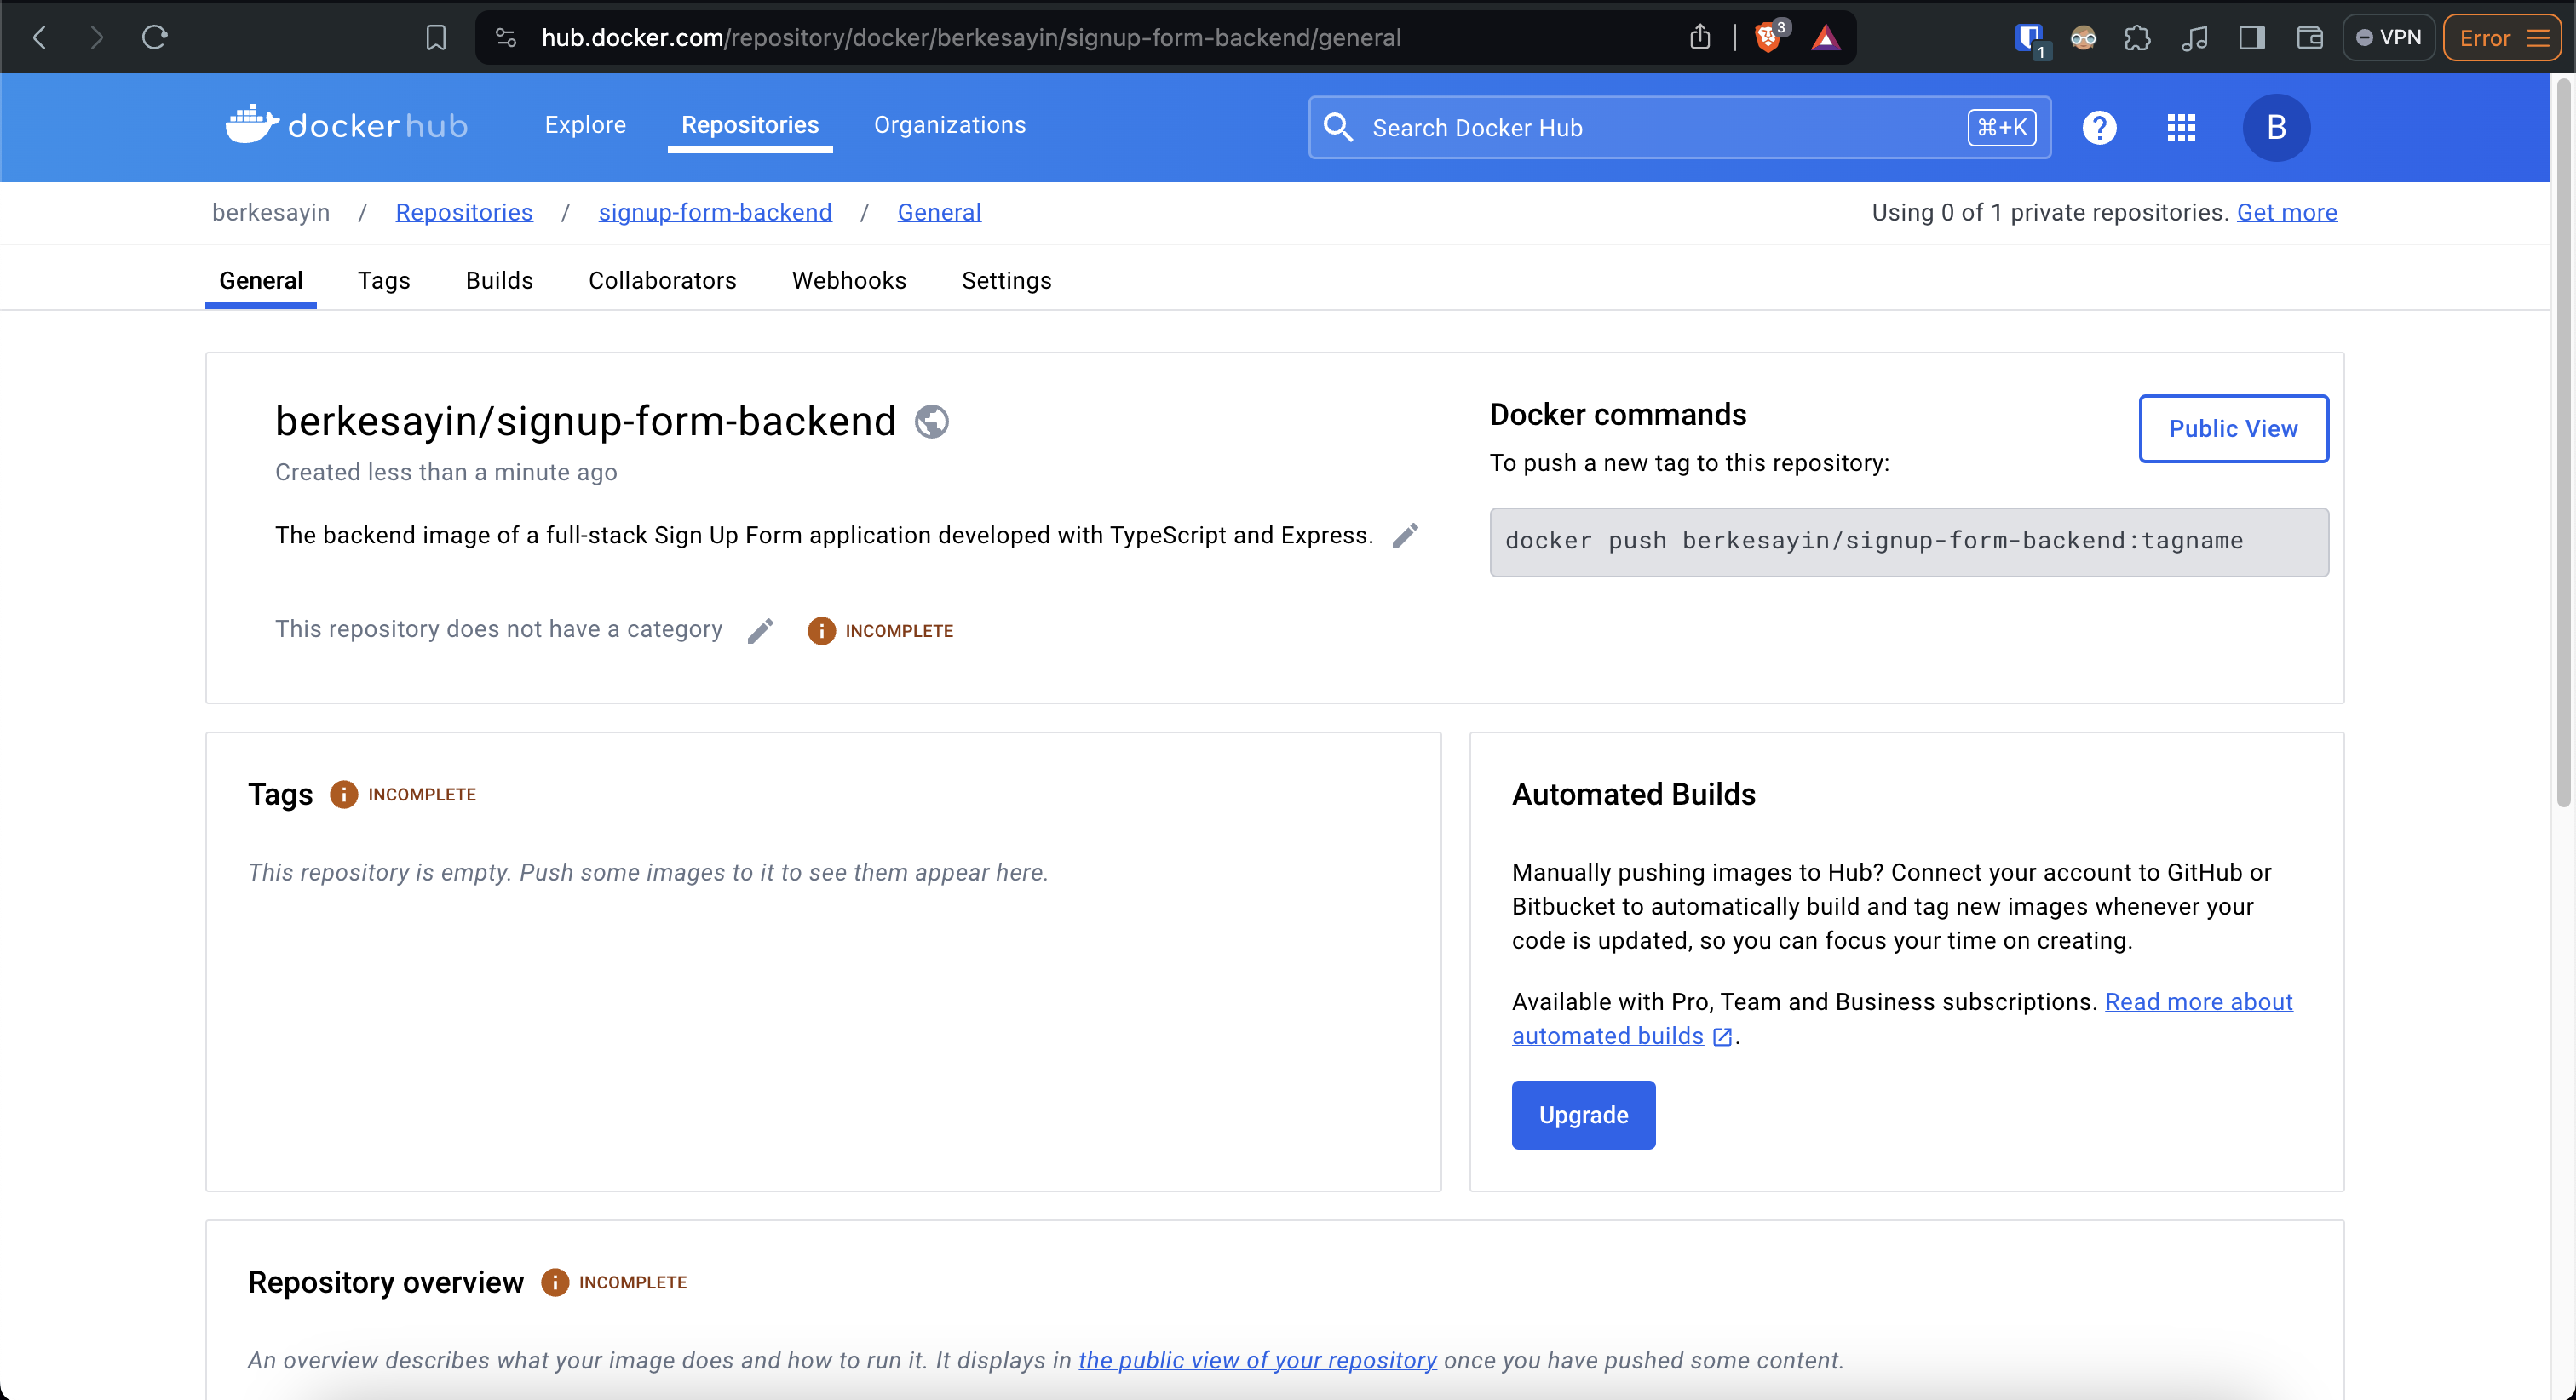 hub.docker.com/repository/docker/berkesayin/signup-form-backend/general
3
1
VPN
Error
docker hub
Explore
Repositories
Organizations
Search Docker Hub
⌘+K
?
B
berkesayin / Repositories / signup-form-backend / General
Using 0 of 1 private repositories. Get more
General
Tags
Builds
Collaborators
Webhooks
Settings
berkesayin/signup-form-backend
Created less than a minute ago
The backend image of a full-stack Sign Up Form application developed with TypeScript and Express.
This repository does not have a category
INCOMPLETE
Docker commands
Public View
To push a new tag to this repository:
docker push berkesayin/signup-form-backend:tagname
Tags
INCOMPLETE
This repository is empty. Push some images to it to see them appear here.
Automated Builds
Manually pushing images to Hub? Connect your account to GitHub or
Bitbucket to automatically build and tag new images whenever your
code is updated, so you can focus your time on creating.
Available with Pro, Team and Business subscriptions. Read more about
automated builds.
Upgrade
Repository overview
INCOMPLETE
An overview describes what your image does and how to run it. It displays in the public view of your repository once you have pushed some content.